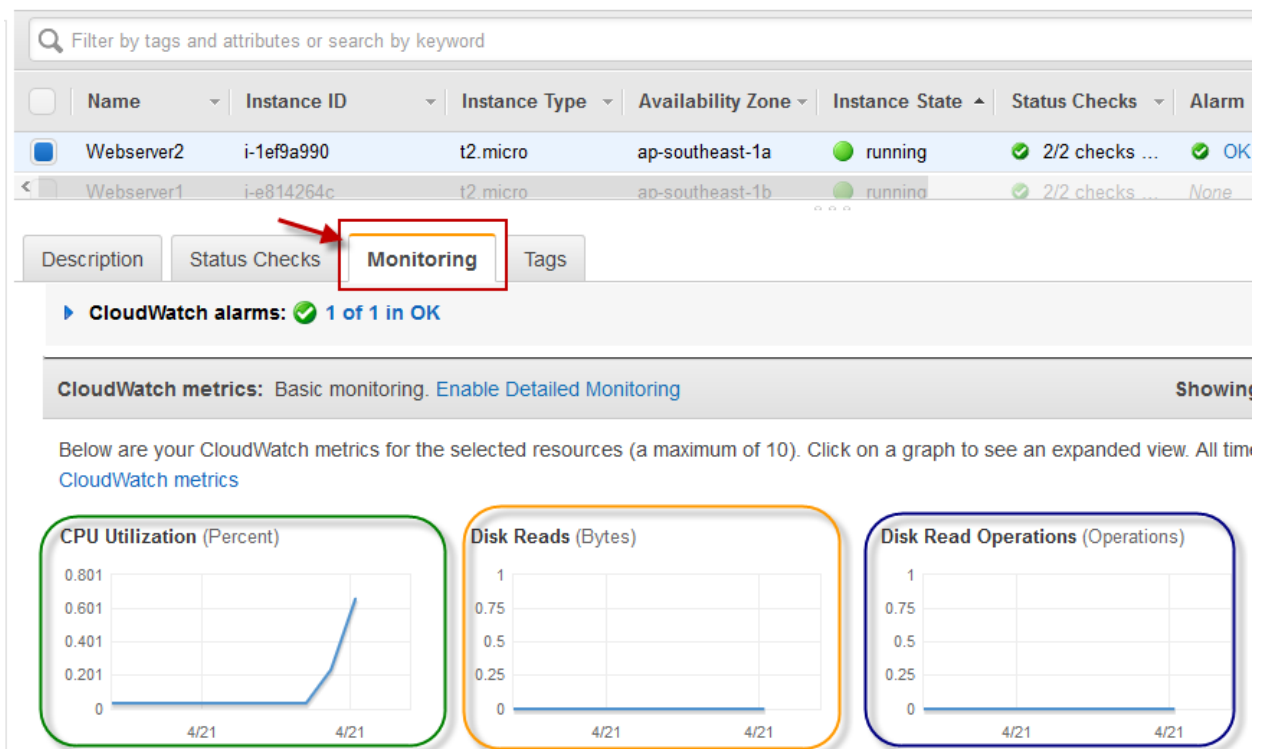 Filter by tags and attributes or search by keyword
Name Instance ID Instance Type Availability Zone Instance State Status Checks Alarm
Webserver2 i-1ef9a990 t2.micro ap-southeast-1a running 2/2 checks ... OK
Webserver1 i-e814264c t2.micro ap-southeast-1b running 2/2 checks ... None
Description Status Checks Monitoring Tags
CloudWatch alarms: 1 of 1 in OK
CloudWatch metrics: Basic monitoring. Enable Detailed Monitoring Showing
Below are your CloudWatch metrics for the selected resources (a maximum of 10). Click on a graph to see an expanded view. All time
CloudWatch metrics
CPU Utilization (Percent) Disk Reads (Bytes) Disk Read Operations (Operations)
0.801 1 1
0.601 0.75 0.75
0.401 0.5 0.5
0.201 0.25 0.25
0 0 0
4/21 4/21 4/21 4/21 4/21 4/21